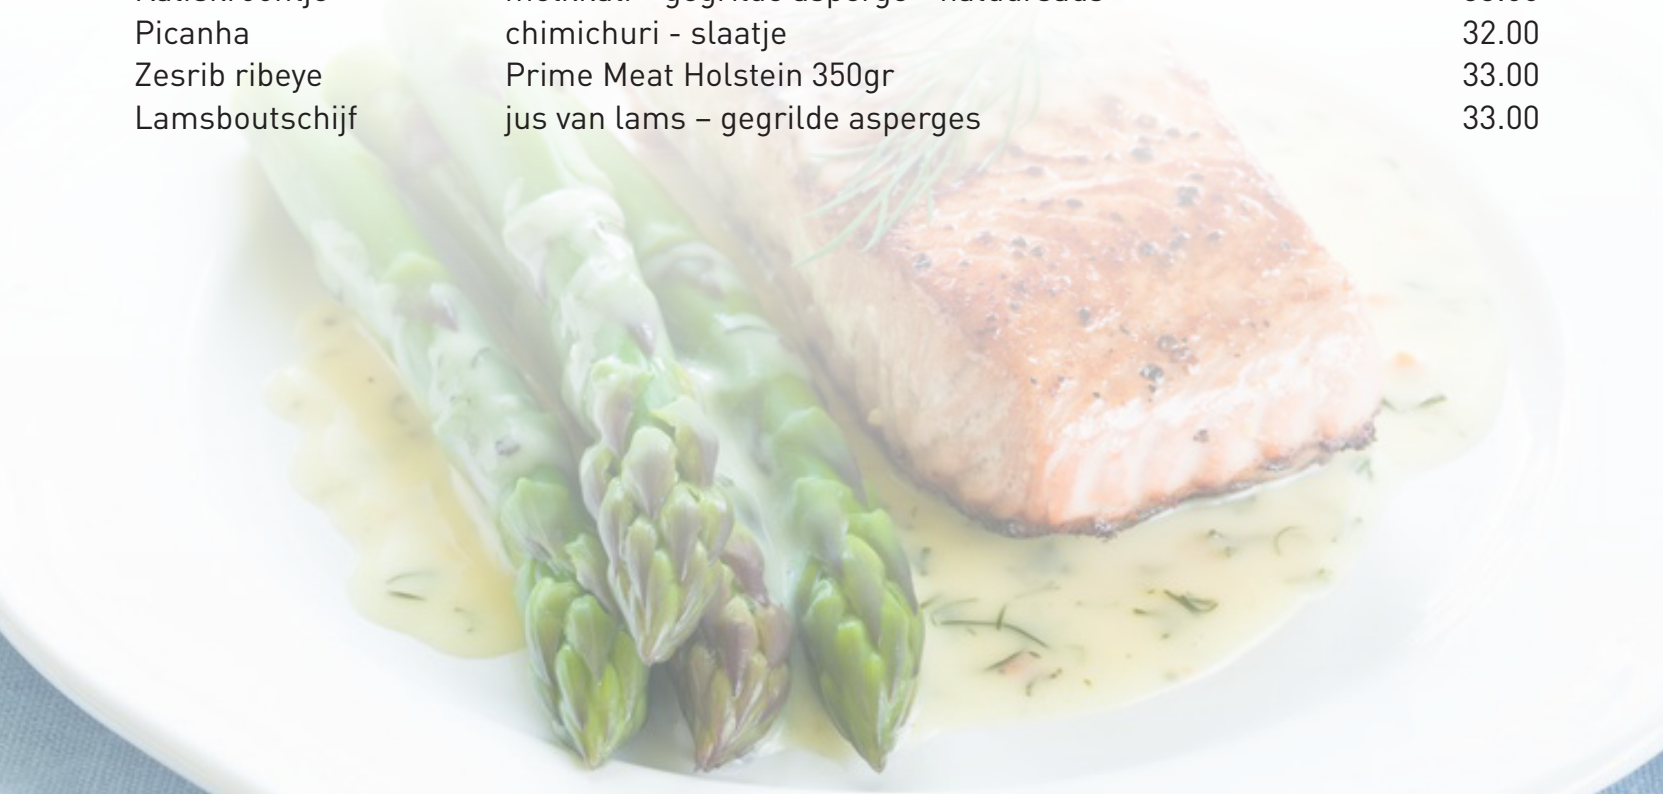 Picanha chimichuri - slaatje 32.00
Zesrib ribeye Prime Meat Holstein 350gr 33.00
Lamsboutschijf jus van lams – gegrilde asperges 33.00